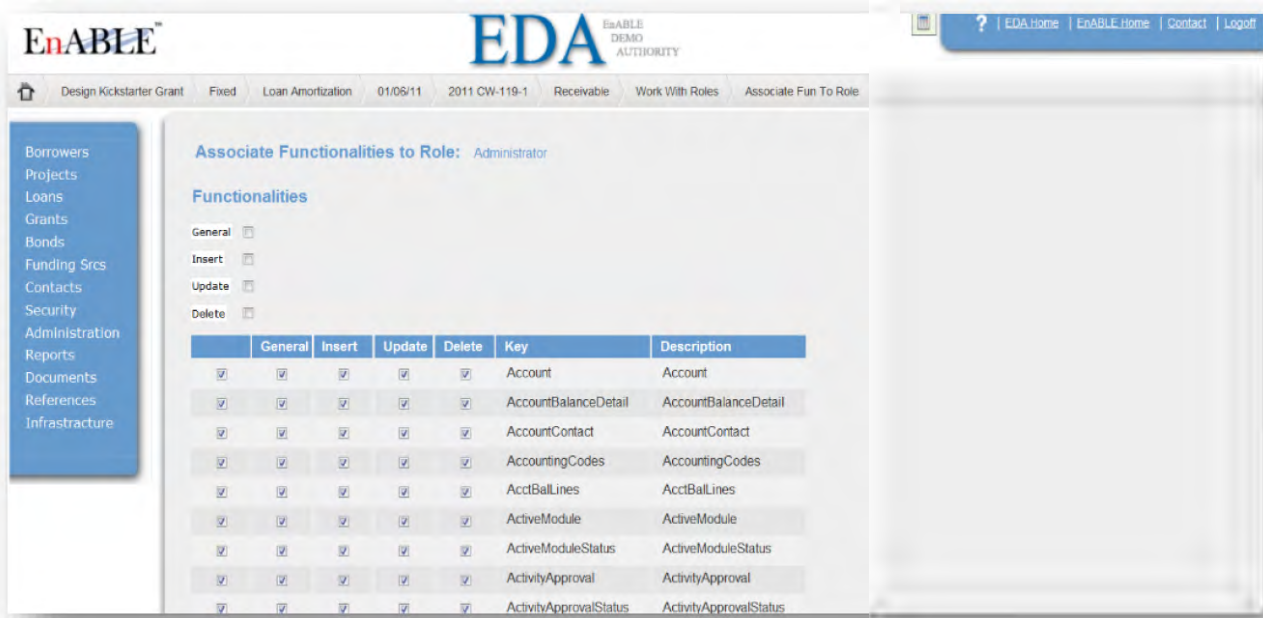 EnABLE™
EDA EnABLE
DEMO
AUTHORITY
? | EDA Home | EnABLE Home | Contact | Logoff
Design Kickstarter Grant Fixed Loan Amortization 01/06/11 2011 CW-119-1 Receivable Work With Roles Associate Fun To Role
Borrowers
Projects
Loans
Grants
Bonds
Funding Srcs
Contacts
Security
Administration
Reports
Documents
References
Infrastracture
Associate Functionalities to Role: Administrator
Functionalities
General
Insert
Update
Delete
General Insert Update Delete Key Description
Account Account
AccountBalanceDetail AccountBalanceDetail
AccountContact AccountContact
AccountingCodes AccountingCodes
AcctBalLines AcctBalLines
ActiveModule ActiveModule
ActiveModuleStatus ActiveModuleStatus
ActivityApproval ActivityApproval
ActivityApprovalStatus ActivityApprovalStatus